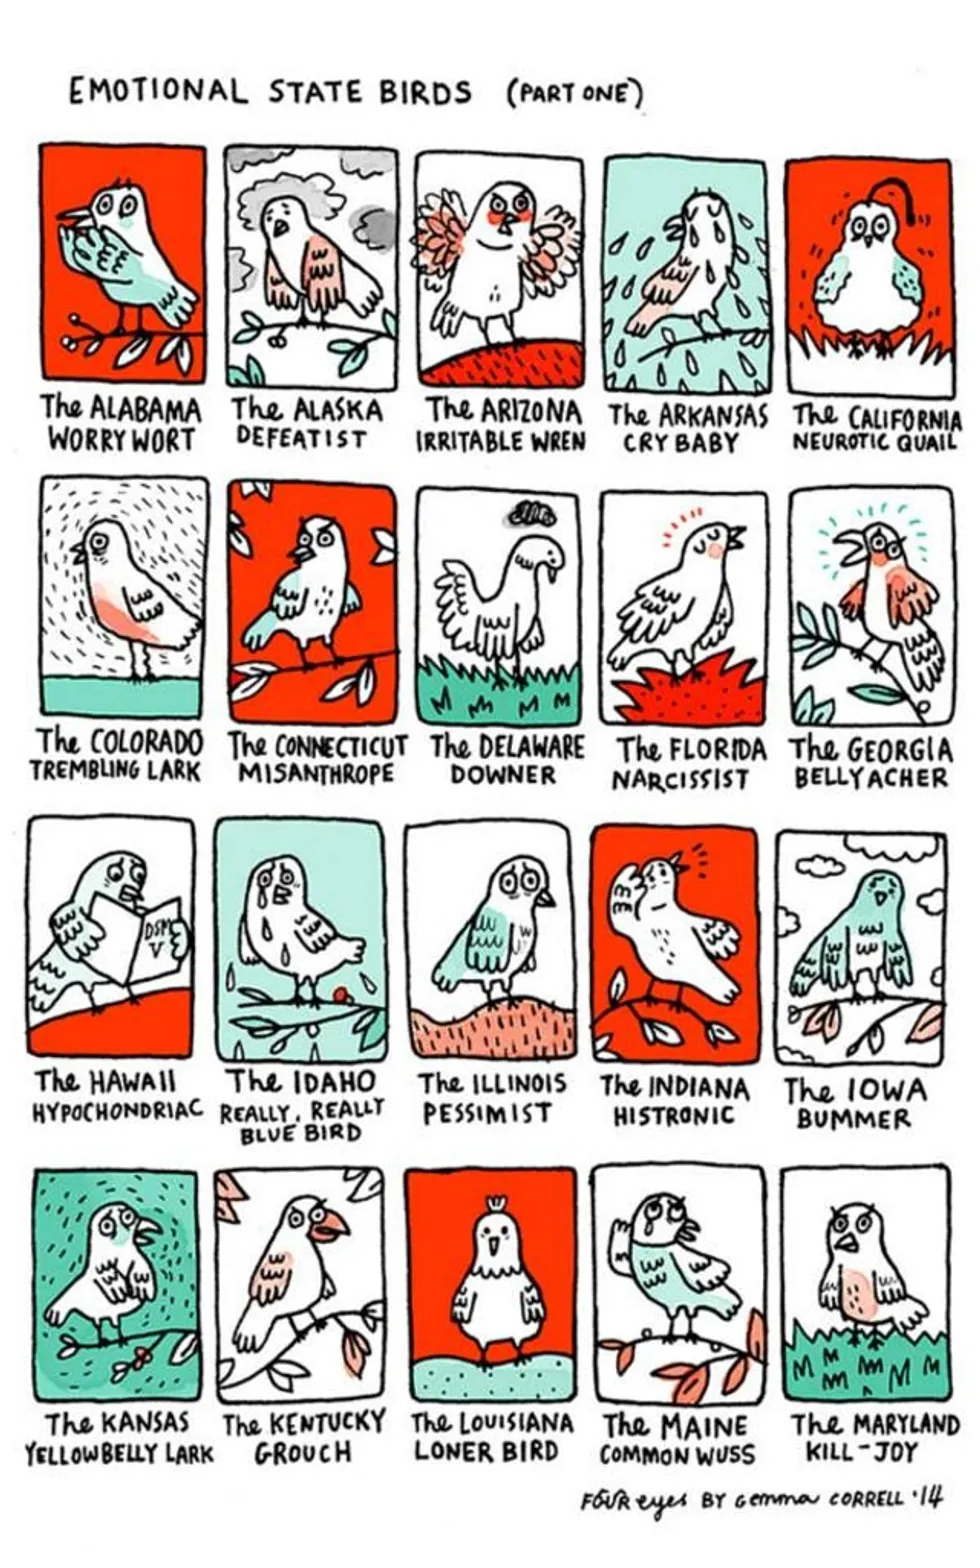 EMOTIONAL STATE BIRDS (PART ONE)
The ALABAMA
WORRY WORT
The ALASKA
DEFEATIST
The ARIZONA
IRRITABLE WREN
The ARKANSAS
CRY BABY
The CALIFORNIA
NEUROTIC QUAIL
The COLORADO
TREMBLING LARK
The CONNECTICUT
MISANTHROPE
The DELAWARE
DOWNER
The FLORIDA
NARCISSIST
The GEORGIA
BELLYACHER
DSM
V
The HAWAII
HYPOCHONDRIAC
The IDAHO
REALLY, REALLY
BLUE BIRD
The ILLINOIS
PESSIMIST
The INDIANA
HISTRONIC
The IOWA
BUMMER
The KANSAS
YELLOWBELLY LARK
The KENTUCKY
GROUCH
The LOUISIANA
LONER BIRD
The MAINE
COMMON WUSS
The MARYLAND
KILL-JOY
FOUR eyes BY Gemma CORRELL '14